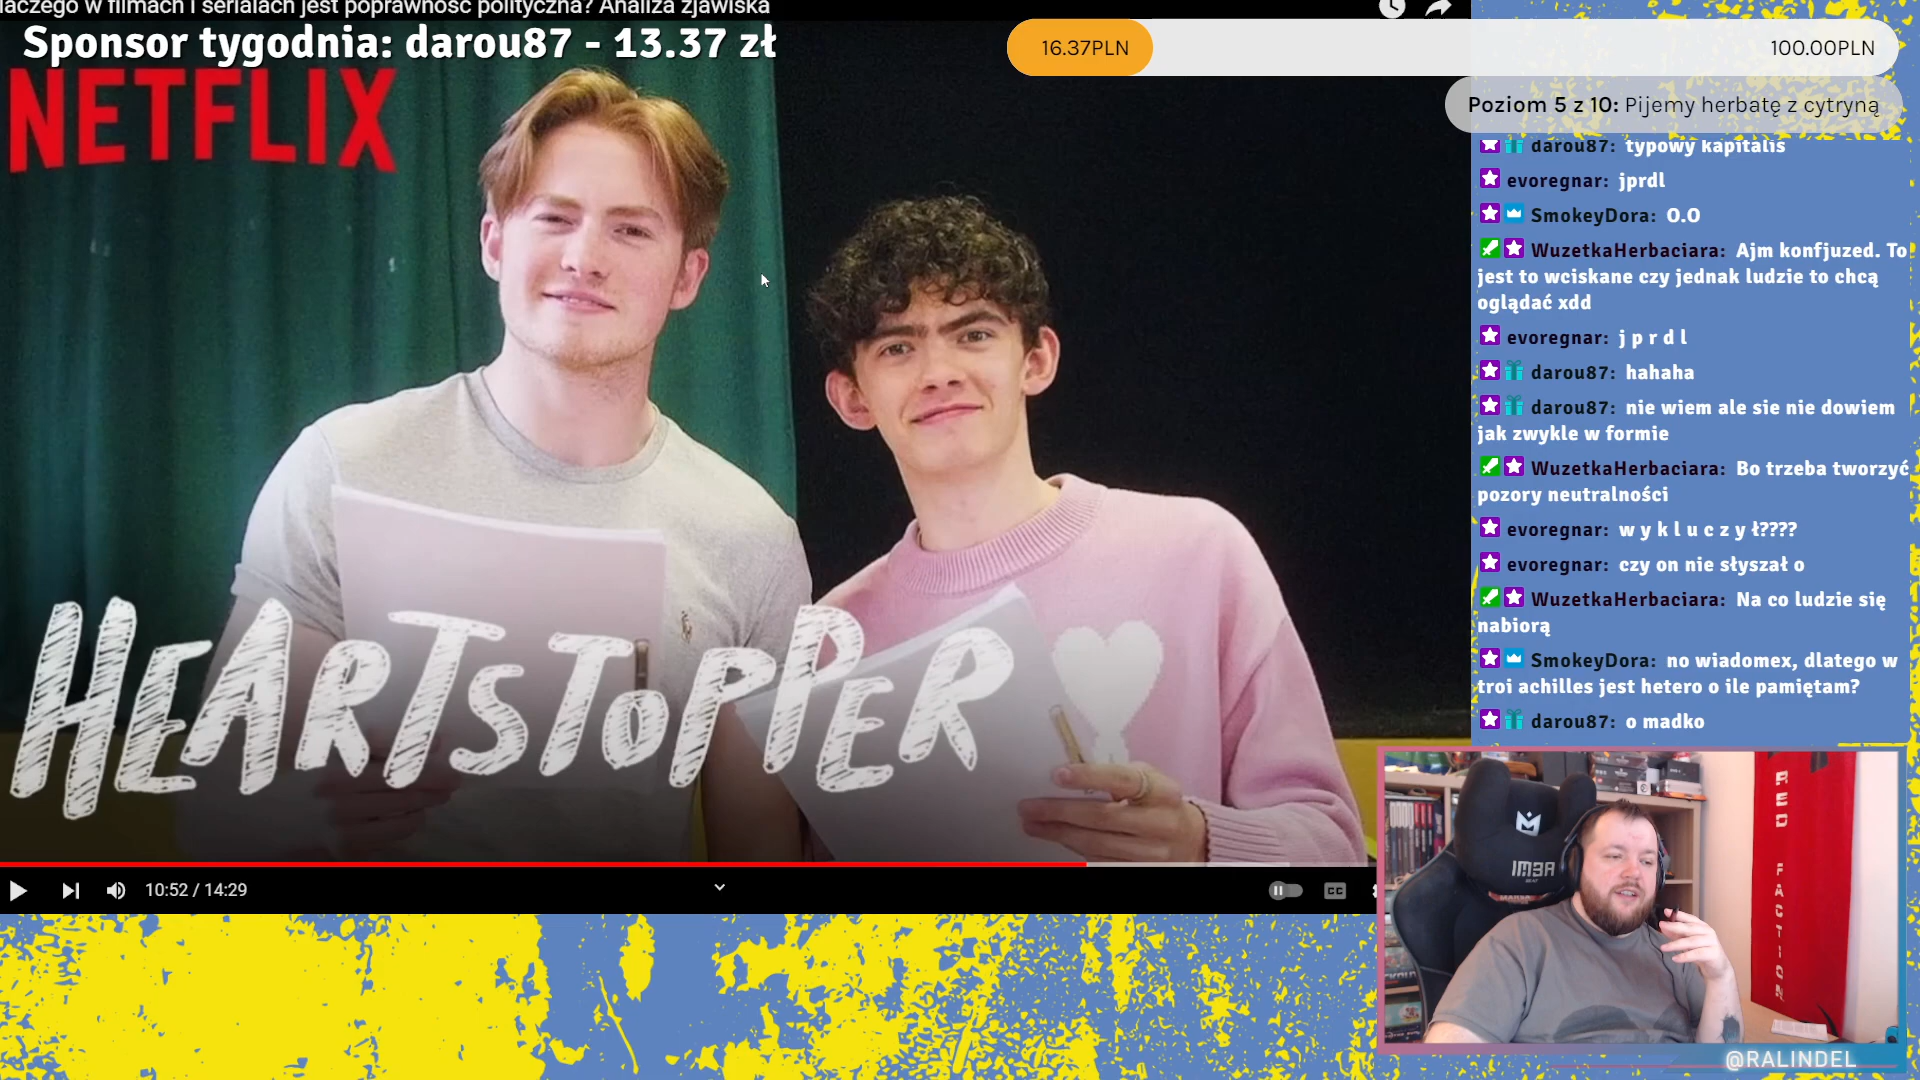 laczego w filmach i serialach jest poprawność polityczna? Analiza zjawiska
Sponsor tygodnia: darou87 - 13.37 zł
16.37PLN
100.00PLN
Poziom 5 z 10: Pijemy herbatę z cytryną
NETFLIX
HEARTSTOPPER
10:52 / 14:29
CC
darou87: typowy kapitalis
evoregnar: jprdl
SmokeyDora: O.O
WuzetkaHerbaciara: Ajm konfjuzed. To
jest to wciskane czy jednak ludzie to chcą
oglądać xdd
evoregnar: j p r d l
darou87: hahaha
darou87: nie wiem ale sie nie dowiem
jak zwykle w formie
WuzetkaHerbaciara: Bo trzeba tworzyć
pozory neutralności
evoregnar: w y k l u c z y ł????
evoregnar: czy on nie słyszał o
WuzetkaHerbaciara: Na co ludzie się
nabiorą
SmokeyDora: no wiadomex, dlatego w
troi achilles jest hetero o ile pamiętam?
darou87: o madko
IMBA
RED
FACTION
@RALINDEL